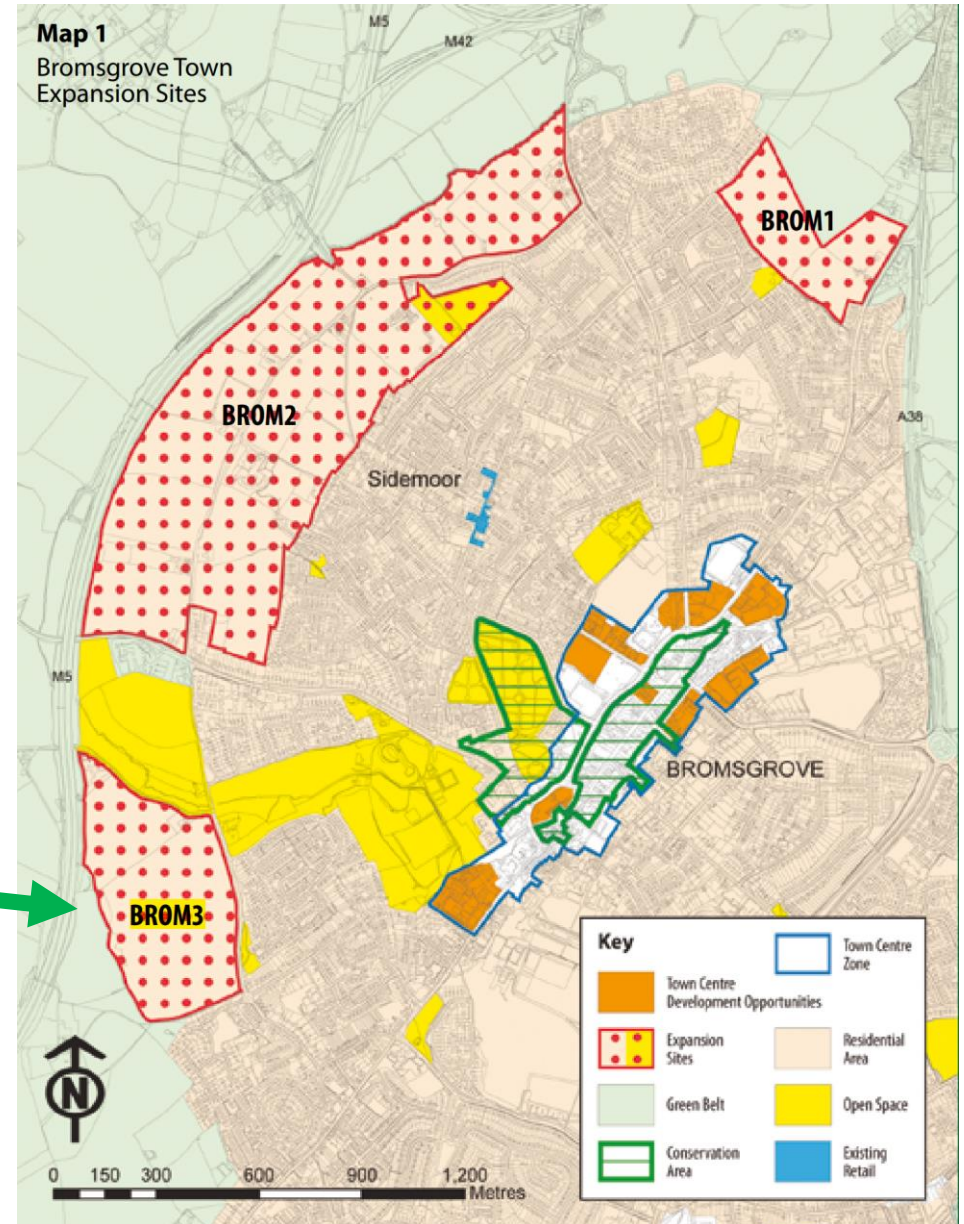 Map 1
Bromsgrove Town
Expansion Sites
M5
M42
BROM1
BROM2
A38
Sidemoor
M5
BROMSGROVE
BROM3
Key
Town Centre
Development Opportunities
Expansion
Sites
Green Belt
Conservation
Area
Town Centre
Zone
Residential
Area
Open Space
Existing
Retail
N
0 150 300 600 900 1,200
Metres